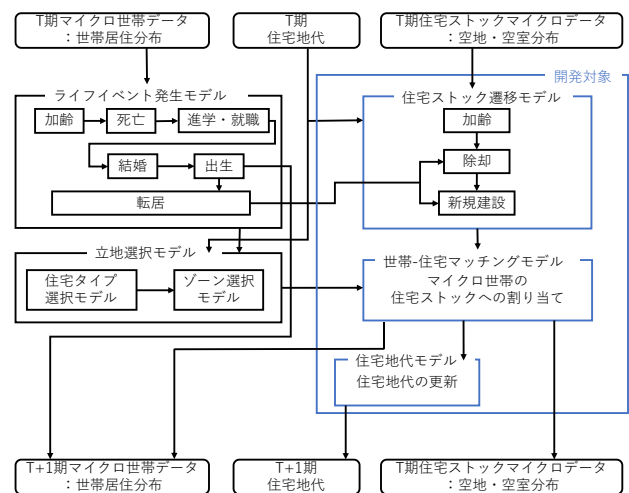 T期マイクロ世帯データ
：世帯居住分布
T期
住宅地代
T期住宅ストックマイクロデータ
：空地・空室分布
開発対象
ライフイベント発生モデル
加齢
死亡
進学・就職
結婚
出生
転居
住宅ストック遷移モデル
加齢
除却
新規建設
立地選択モデル
住宅タイプ
選択モデル
ゾーン選択
モデル
世帯-住宅マッチングモデル
マイクロ世帯の
住宅ストックへの割り当て
住宅地代モデル
住宅地代の更新
T+1期マイクロ世帯データ
：世帯居住分布
T+1期
住宅地代
T期住宅ストックマイクロデータ
：空地・空室分布